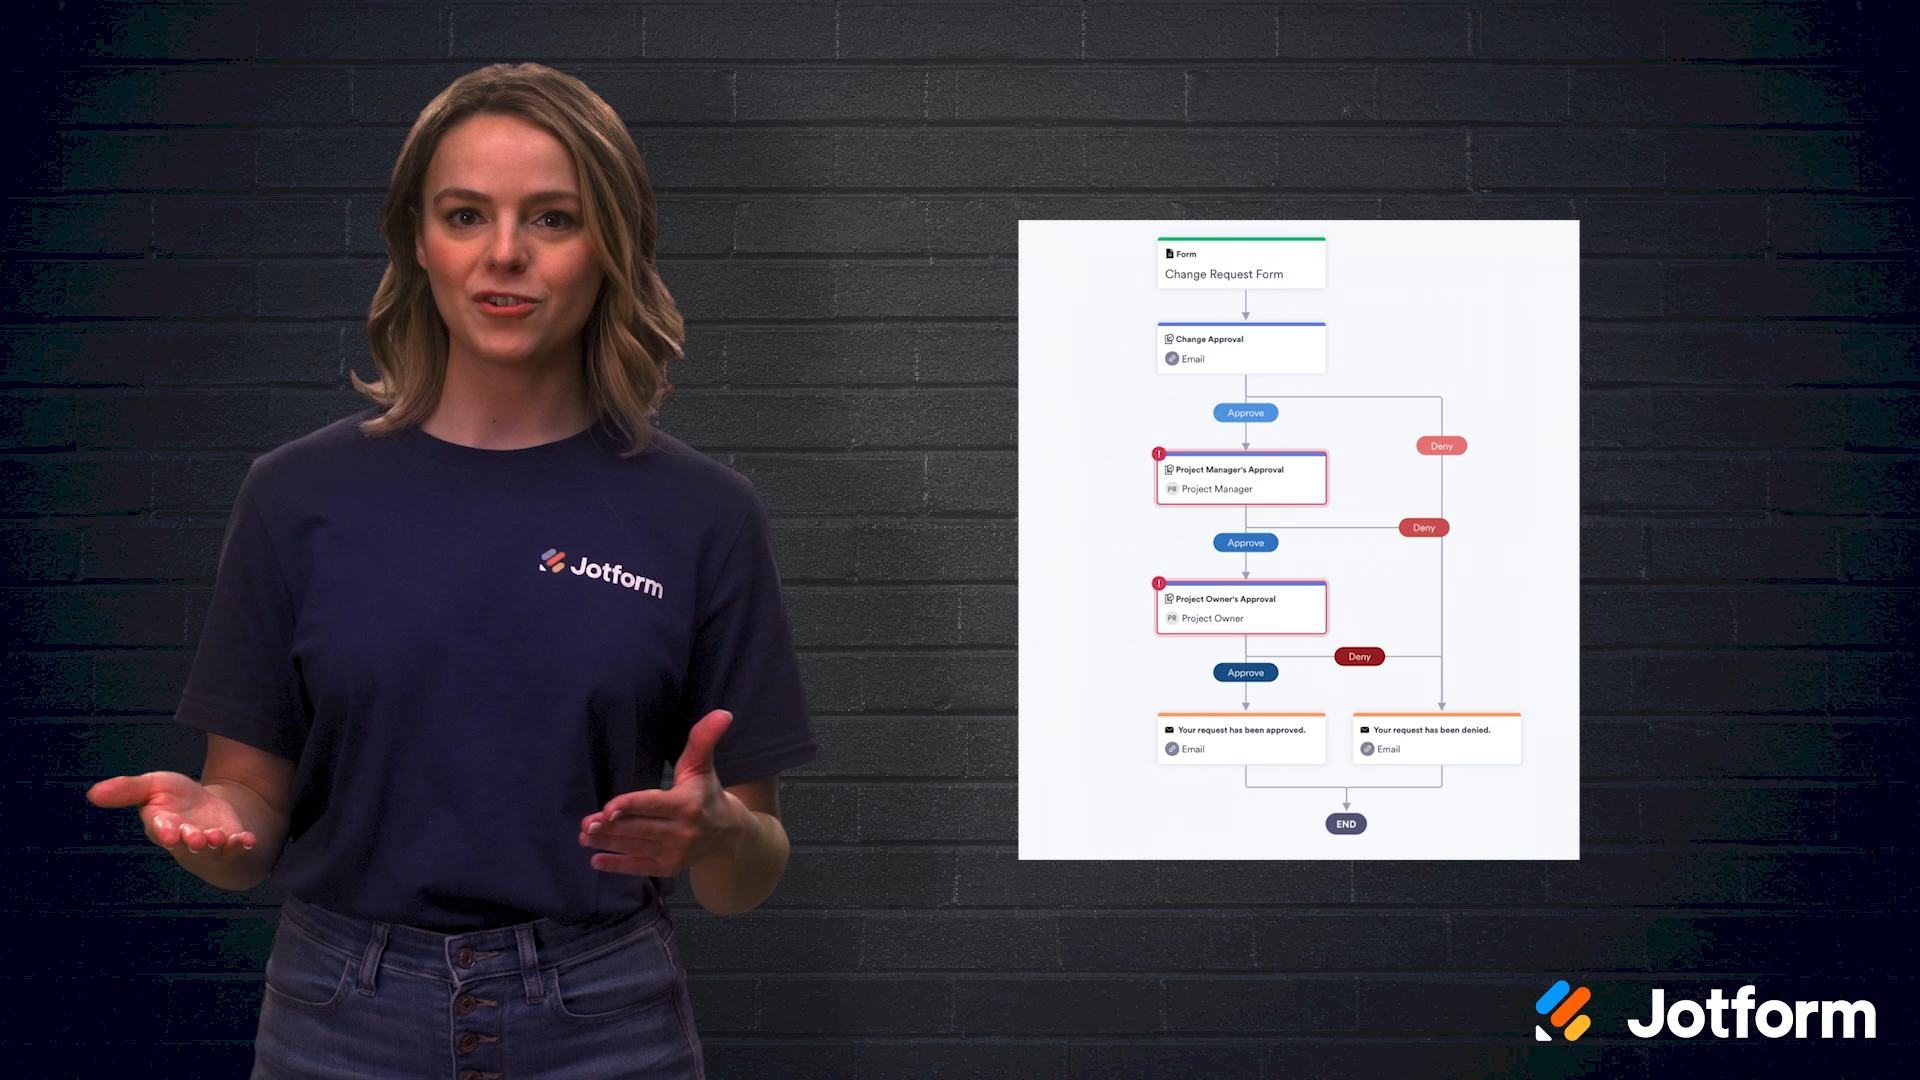 Jotform
Form
Change Request Form
Change Approval
Email
Approve
Deny
!
Project Manager's Approval
PR Project Manager
Deny
Approve
!
Project Owner's Approval
PR Project Owner
Deny
Approve
Your request has been approved.
Email
Your request has been denied.
Email
END
Jotform